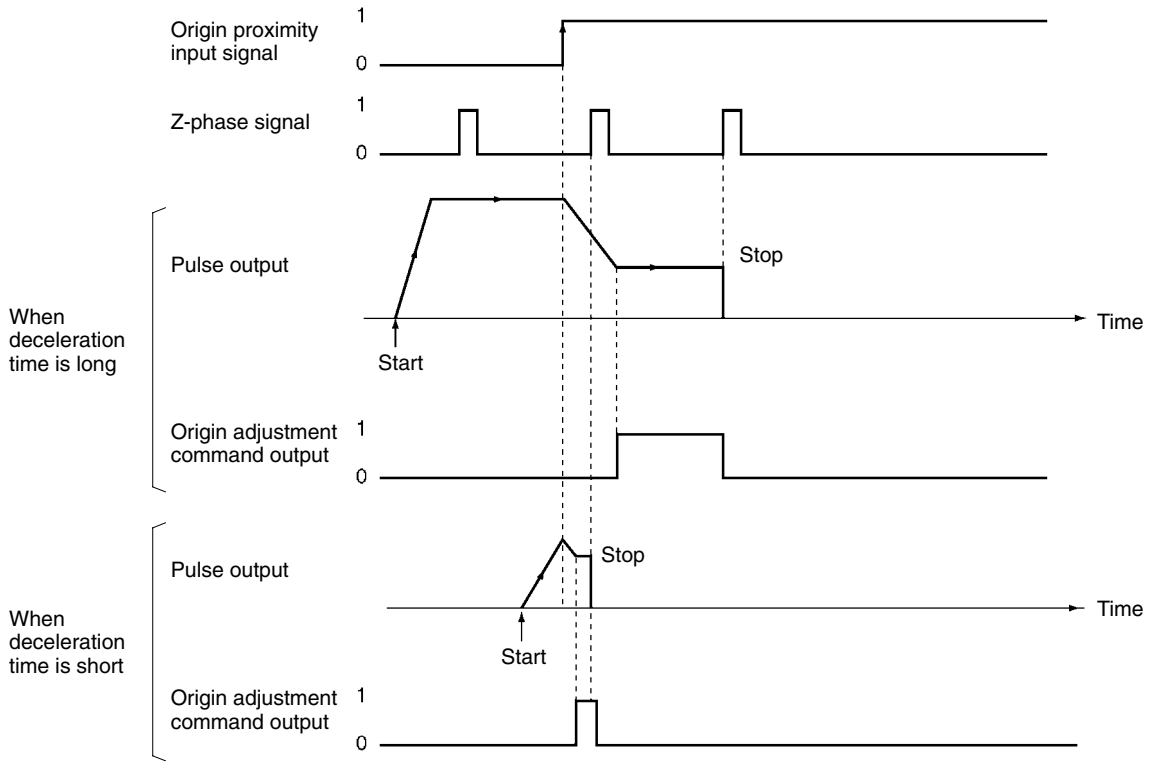 Origin proximity
input signal
1
0
Z-phase signal
1
0
When
deceleration
time is long
Pulse output
Stop
Time
Start
Origin adjustment
command output
1
0
When
deceleration
time is short
Pulse output
Stop
Time
Start
Origin adjustment
command output
1
0